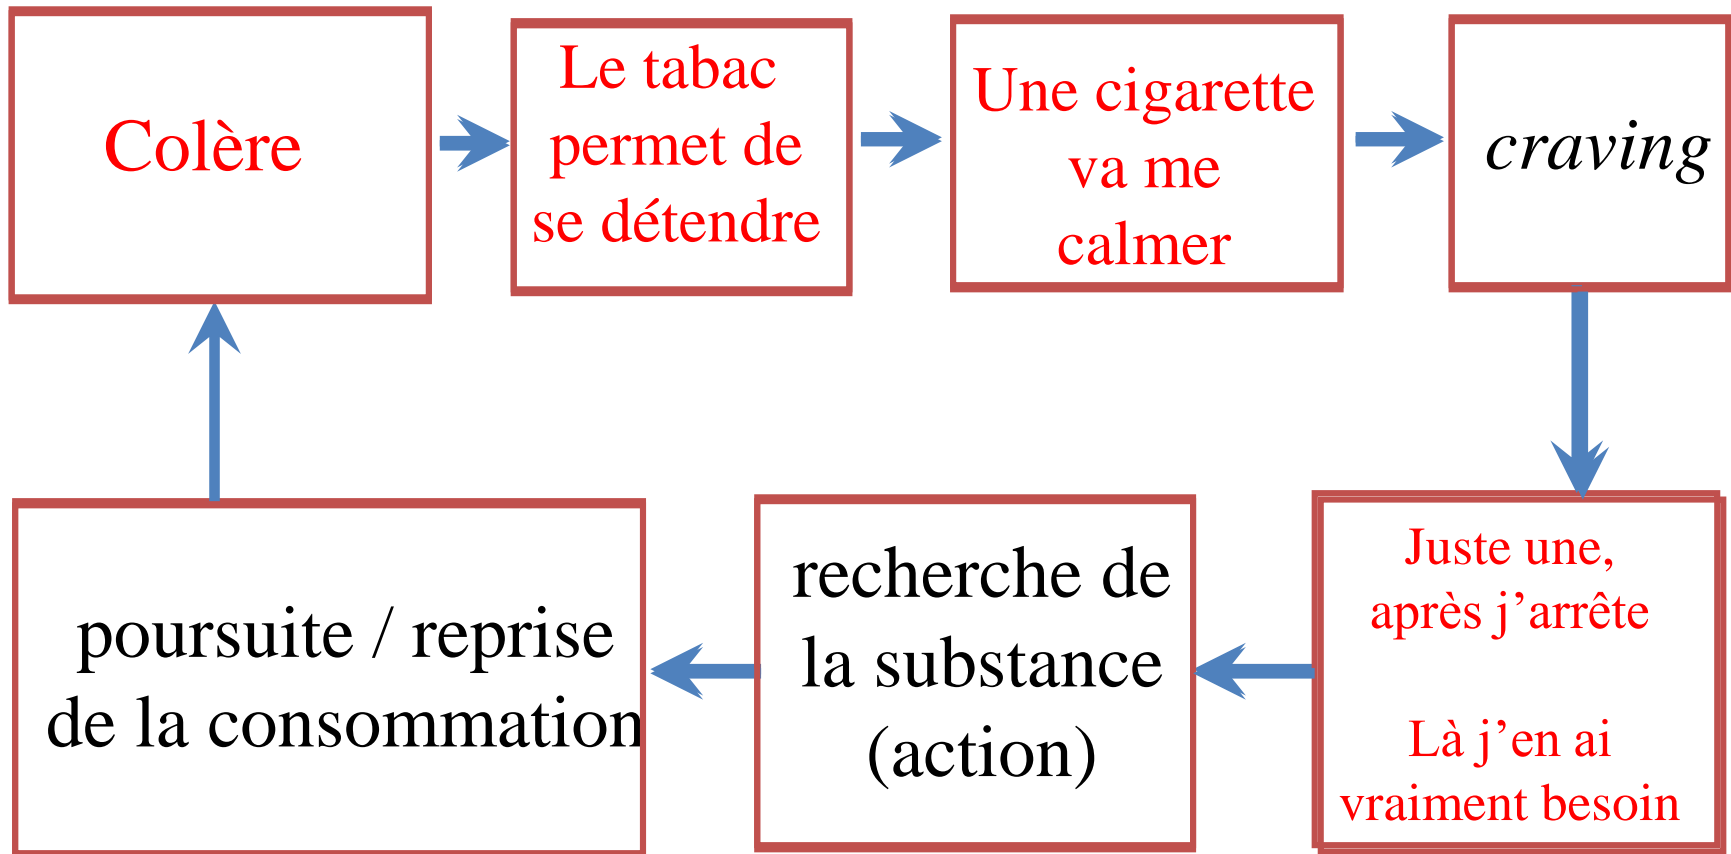 Colère
Le tabac
permet de
se détendre
Une cigarette
va me
calmer
craving
Juste une,
après j’arrête
Là j’en ai
vraiment besoin
recherche de
la substance
(action)
poursuite / reprise
de la consommation